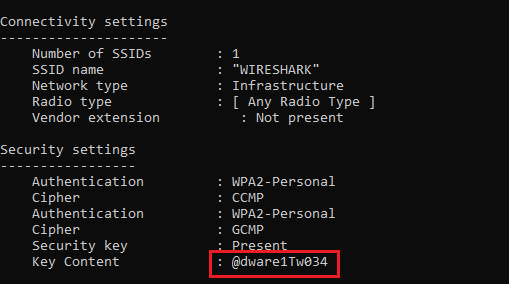 Connectivity settings
---------------------
Number of SSIDs : 1
SSID name : "WIRESHARK"
Network type : Infrastructure
Radio type : [ Any Radio Type ]
Vendor extension : Not present
Security settings
-----------------
Authentication : WPA2-Personal
Cipher : CCMP
Authentication : WPA2-Personal
Cipher : GCMP
Security key : Present
Key Content : @dware1Tw034